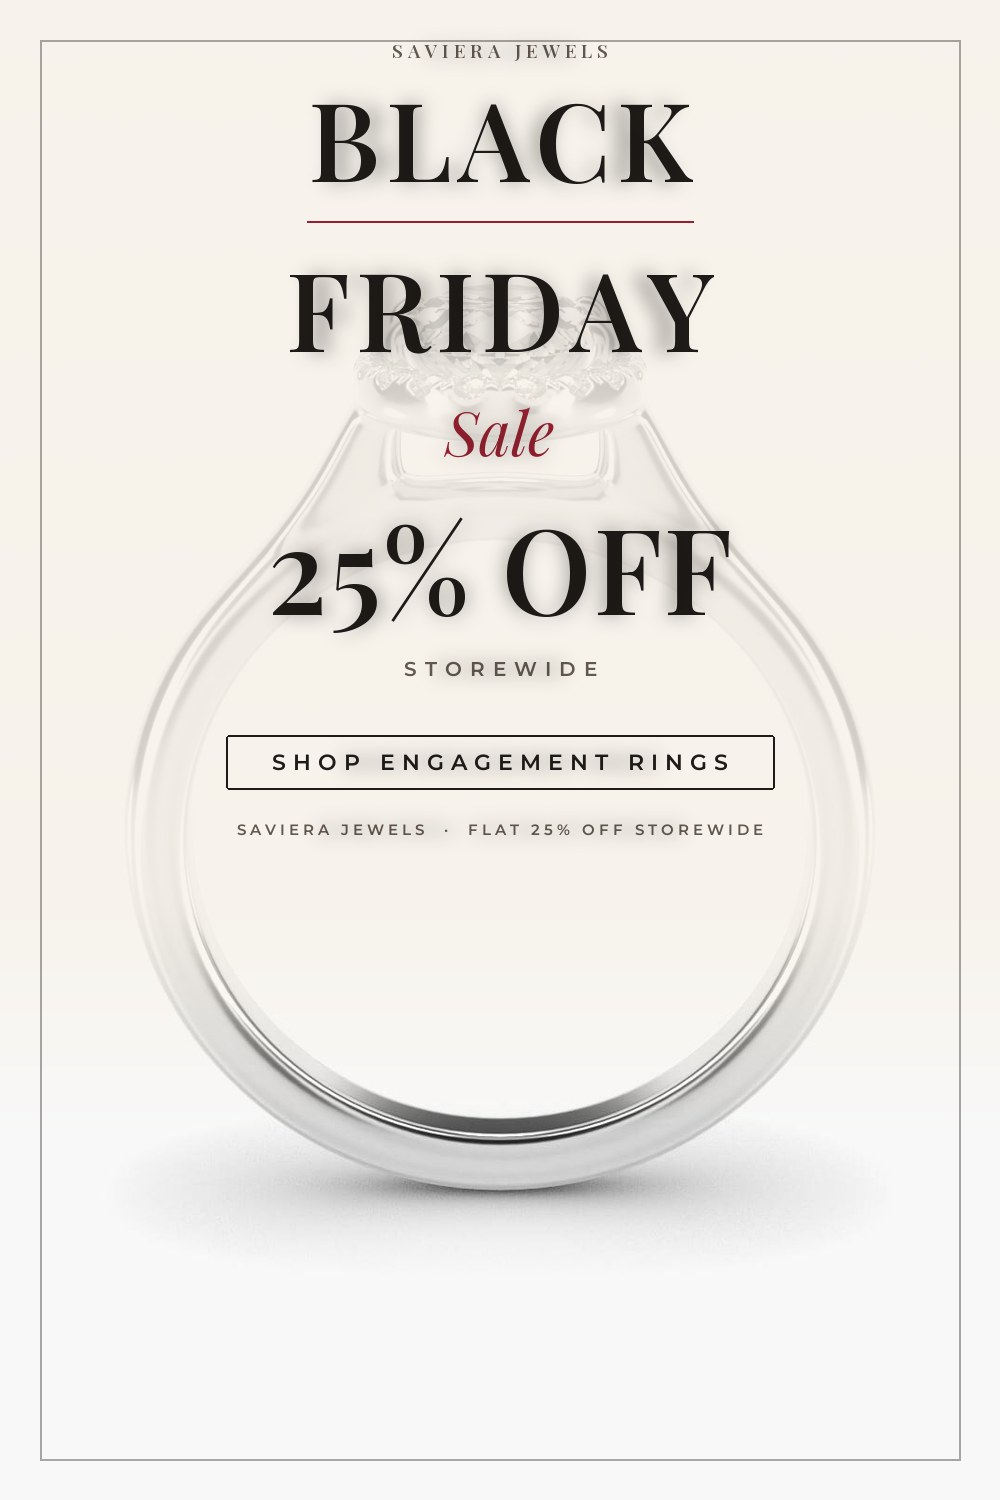 SAVIERA JEWELS
BLACK
FRIDAY
Sale
25% OFF
STOREWIDE
SHOP ENGAGEMENT RINGS
SAVIERA JEWELS · FLAT 25% OFF STOREWIDE